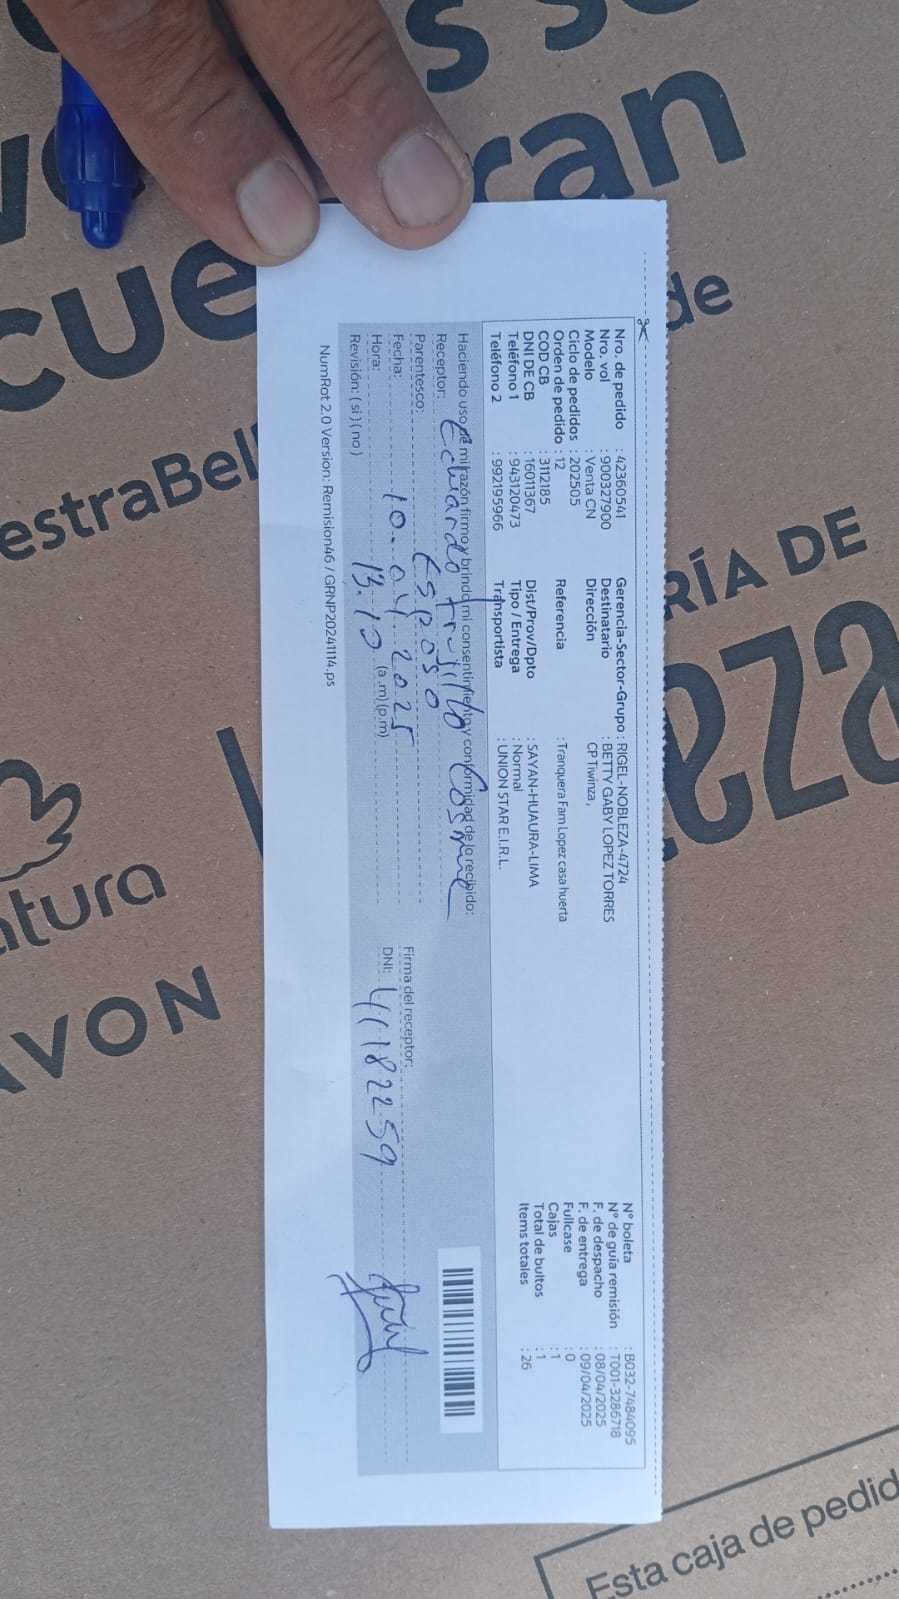 Nro. de pedido : 42360541
Nro. vol : 900327900
Modelo : Venta CN
Ciclo de pedidos : 202505
Orden de pedido : 12
COD CB : 3112185
DNI DE CB : 16011367
Teléfono 1 : 943120473
Teléfono 2 : 992195966
Gerencia-Sector-Grupo : RIGEL-NOBLEZA-4724
Destinatario : BETTY GABY LOPEZ TORRES
Dirección CP Tiwinza,
Referencia : Tranquera Fam Lopez casa huerta
Dist/Prov/Dpto : SAYAN-HUAURA-LIMA
Tipo / Entrega : Normal
Transportista : UNION STAR E.I.R.L.
N° boleta : B032-7484095
N° de guía remisión : T001-3286718
F. de despacho : 08/04/2025
F. de entrega : 09/04/2025
Fullcase : 0
Cajas : 1
Total de bultos : 1
Items totales : 26
Haciendo uso de mi razón firmo y brindo mi consentimiento y conformidad de lo recibido:
Receptor: Eduardo Trujillo Cosme
Parentesco: Esposo
Fecha: 10-04-2025
Hora: 13.10 (a.m)(p.m)
Revisión: ( si )( no )
Firma del receptor:
DNI: 41182259
NumRot 2.0 Version: Remision46 / GRNP20241114.ps
cue de
estraBel
RÍA DE
eza
atura
AVON
Esta caja de pedid